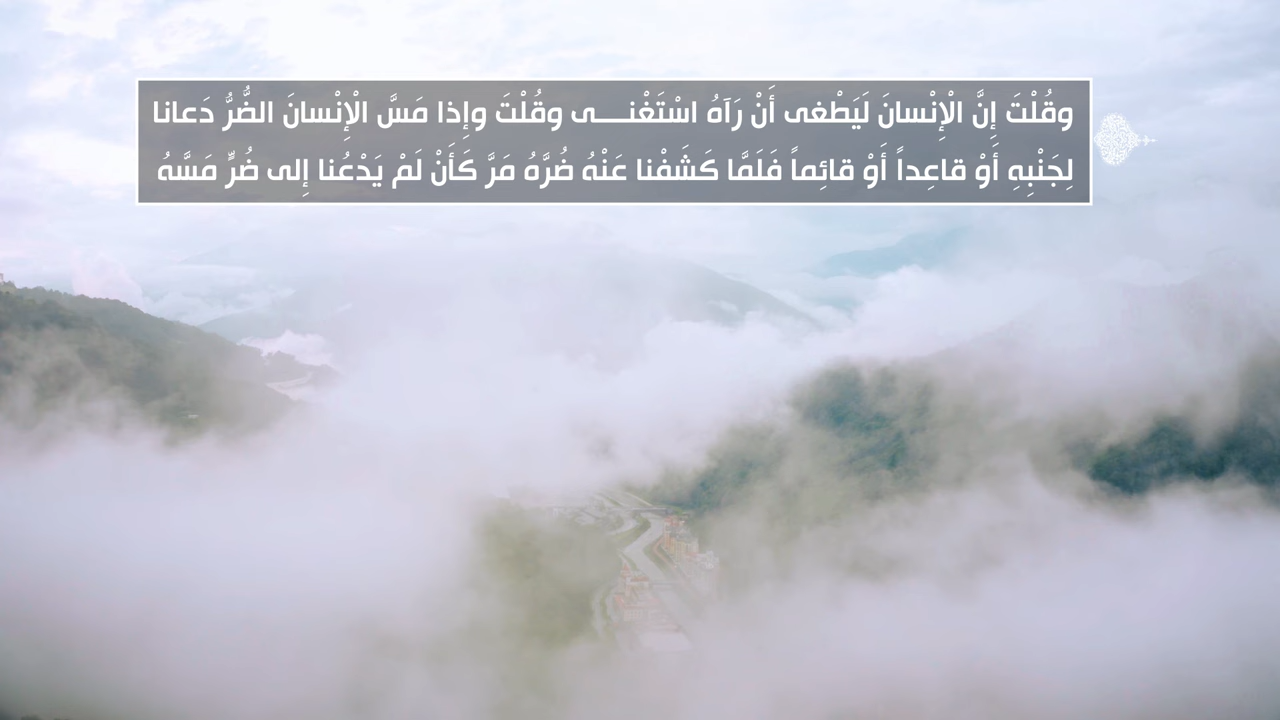 وقُلْتَ إِنَّ الْإِنْسانَ لَيَطْغى أَنْ رَآهُ اسْتَغْنـــى وقُلْتَ وإِذا مَسَّ الْإِنْسانَ الضُّرُّ دَعانا
لِجَنْبِهِ أَوْ قاعِداً أَوْ قائِماً فَلَمَّا كَشَفْنا عَنْهُ ضُرَّهُ مَرَّ كَأَنْ لَمْ يَدْعُنا إِلى ضُرٍّ مَسَّهُ